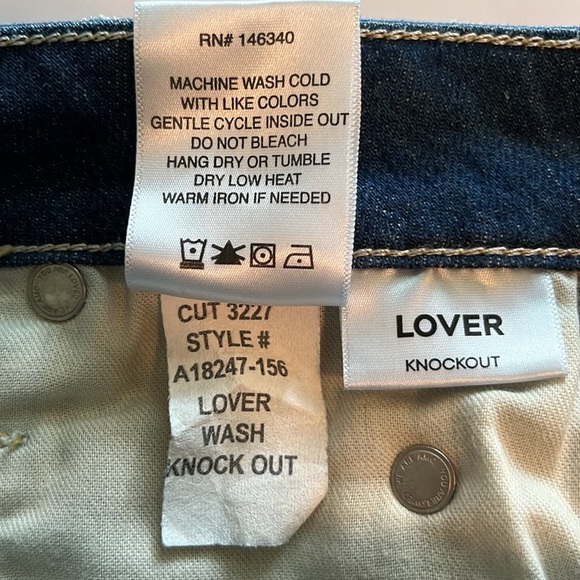 RN# 146340
MACHINE WASH COLD
WITH LIKE COLORS
GENTLE CYCLE INSIDE OUT
DO NOT BLEACH
HANG DRY OR TUMBLE
DRY LOW HEAT
WARM IRON IF NEEDED
CUT 3227
STYLE #
A18247-156
LOVER
WASH
KNOCK OUT
LOVER
KNOCKOUT